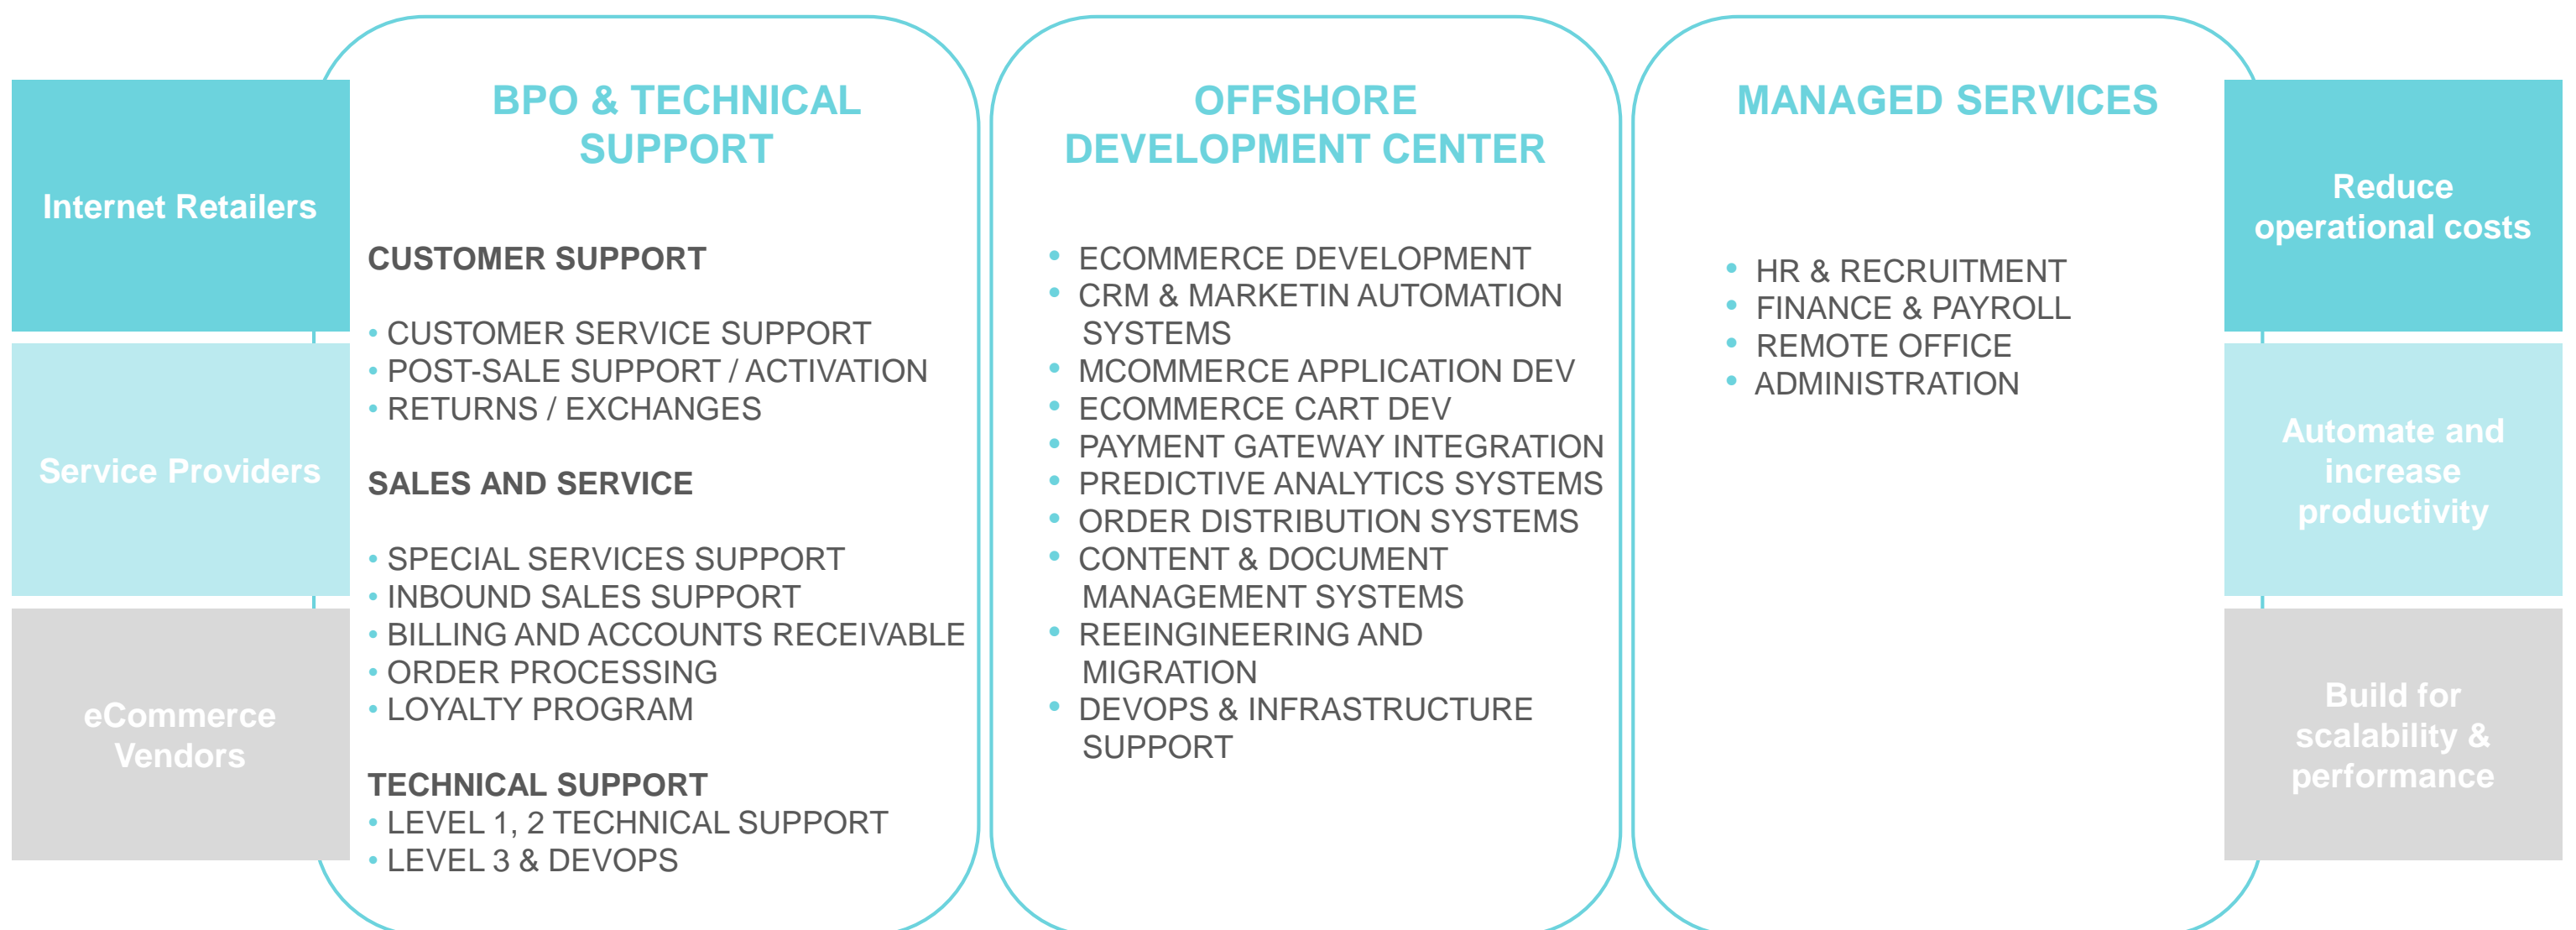 Internet Retailers
Service Providers
eCommerce
Vendors
BPO & TECHNICAL
SUPPORT
CUSTOMER SUPPORT
• CUSTOMER SERVICE SUPPORT
• POST-SALE SUPPORT / ACTIVATION
• RETURNS / EXCHANGES
SALES AND SERVICE
• SPECIAL SERVICES SUPPORT
• INBOUND SALES SUPPORT
• BILLING AND ACCOUNTS RECEIVABLE
• ORDER PROCESSING
• LOYALTY PROGRAM
TECHNICAL SUPPORT
• LEVEL 1, 2 TECHNICAL SUPPORT
• LEVEL 3 & DEVOPS
OFFSHORE
DEVELOPMENT CENTER
• ECOMMERCE DEVELOPMENT
• CRM & MARKETIN AUTOMATION
SYSTEMS
• MCOMMERCE APPLICATION DEV
• ECOMMERCE CART DEV
• PAYMENT GATEWAY INTEGRATION
• PREDICTIVE ANALYTICS SYSTEMS
• ORDER DISTRIBUTION SYSTEMS
• CONTENT & DOCUMENT
MANAGEMENT SYSTEMS
• REEINGINEERING AND
MIGRATION
• DEVOPS & INFRASTRUCTURE
SUPPORT
MANAGED SERVICES
• HR & RECRUITMENT
• FINANCE & PAYROLL
• REMOTE OFFICE
• ADMINISTRATION
Reduce
operational costs
Automate and
increase
productivity
Build for
scalability &
performance